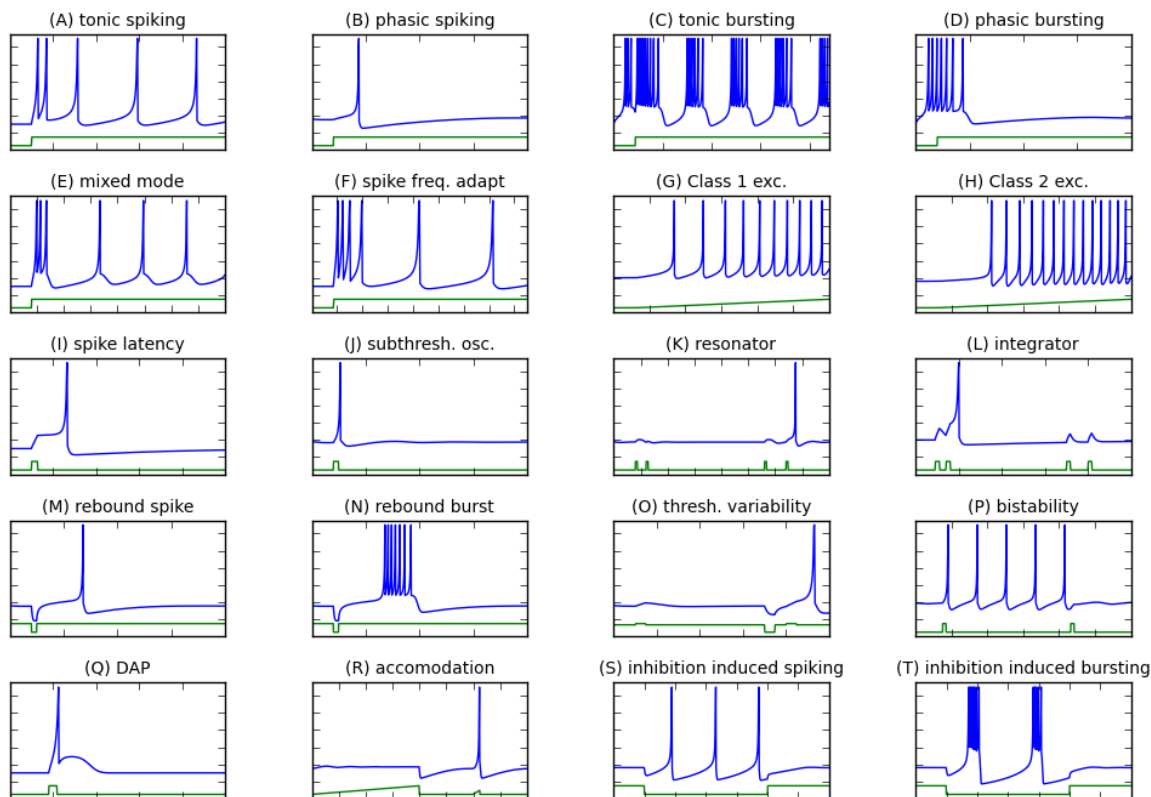 (A) tonic spiking
(B) phasic spiking
(C) tonic bursting
(D) phasic bursting
(E) mixed mode
(F) spike freq. adapt
(G) Class 1 exc.
(H) Class 2 exc.
(I) spike latency
(J) subthresh. osc.
(K) resonator
(L) integrator
(M) rebound spike
(N) rebound burst
(O) thresh. variability
(P) bistability
(Q) DAP
(R) accomodation
(S) inhibition induced spiking
(T) inhibition induced bursting